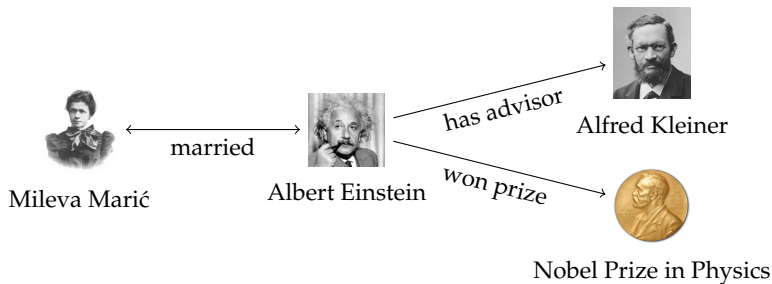 has advisor
Alfred Kleiner
married
Mileva Marić
Albert Einstein
won prize
Nobel Prize in Physics